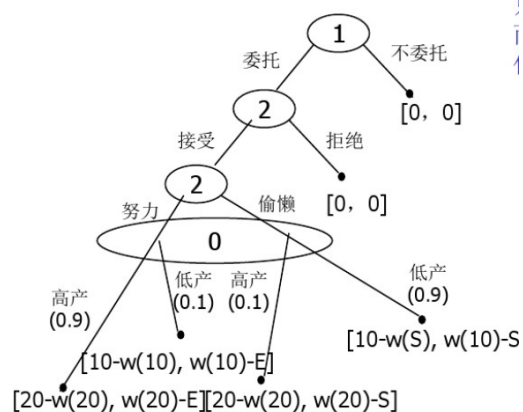 1
委托
不委托
2
[0，0]
接受
拒绝
2
[0，0]
努力
偷懒
0
高产
(0.9)
低产
(0.1)
高产
(0.1)
低产
(0.9)
[10-w(10), w(10)-E]
[10-w(S), w(10)-S
[20-w(20), w(20)-E][20-w(20), w(20)-S]